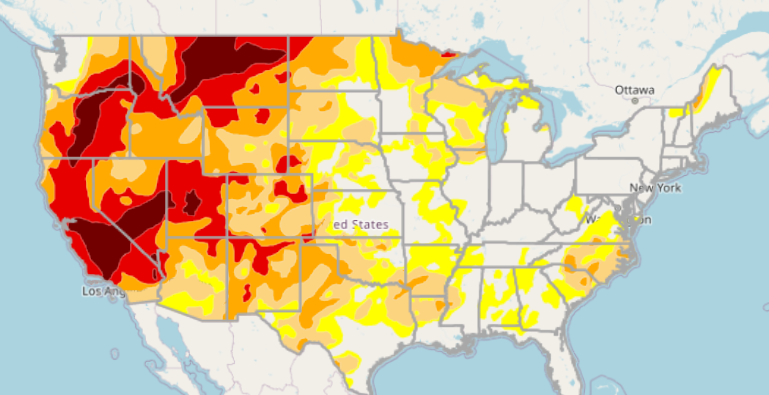 Ottawa
New York
ed States
Los Ang